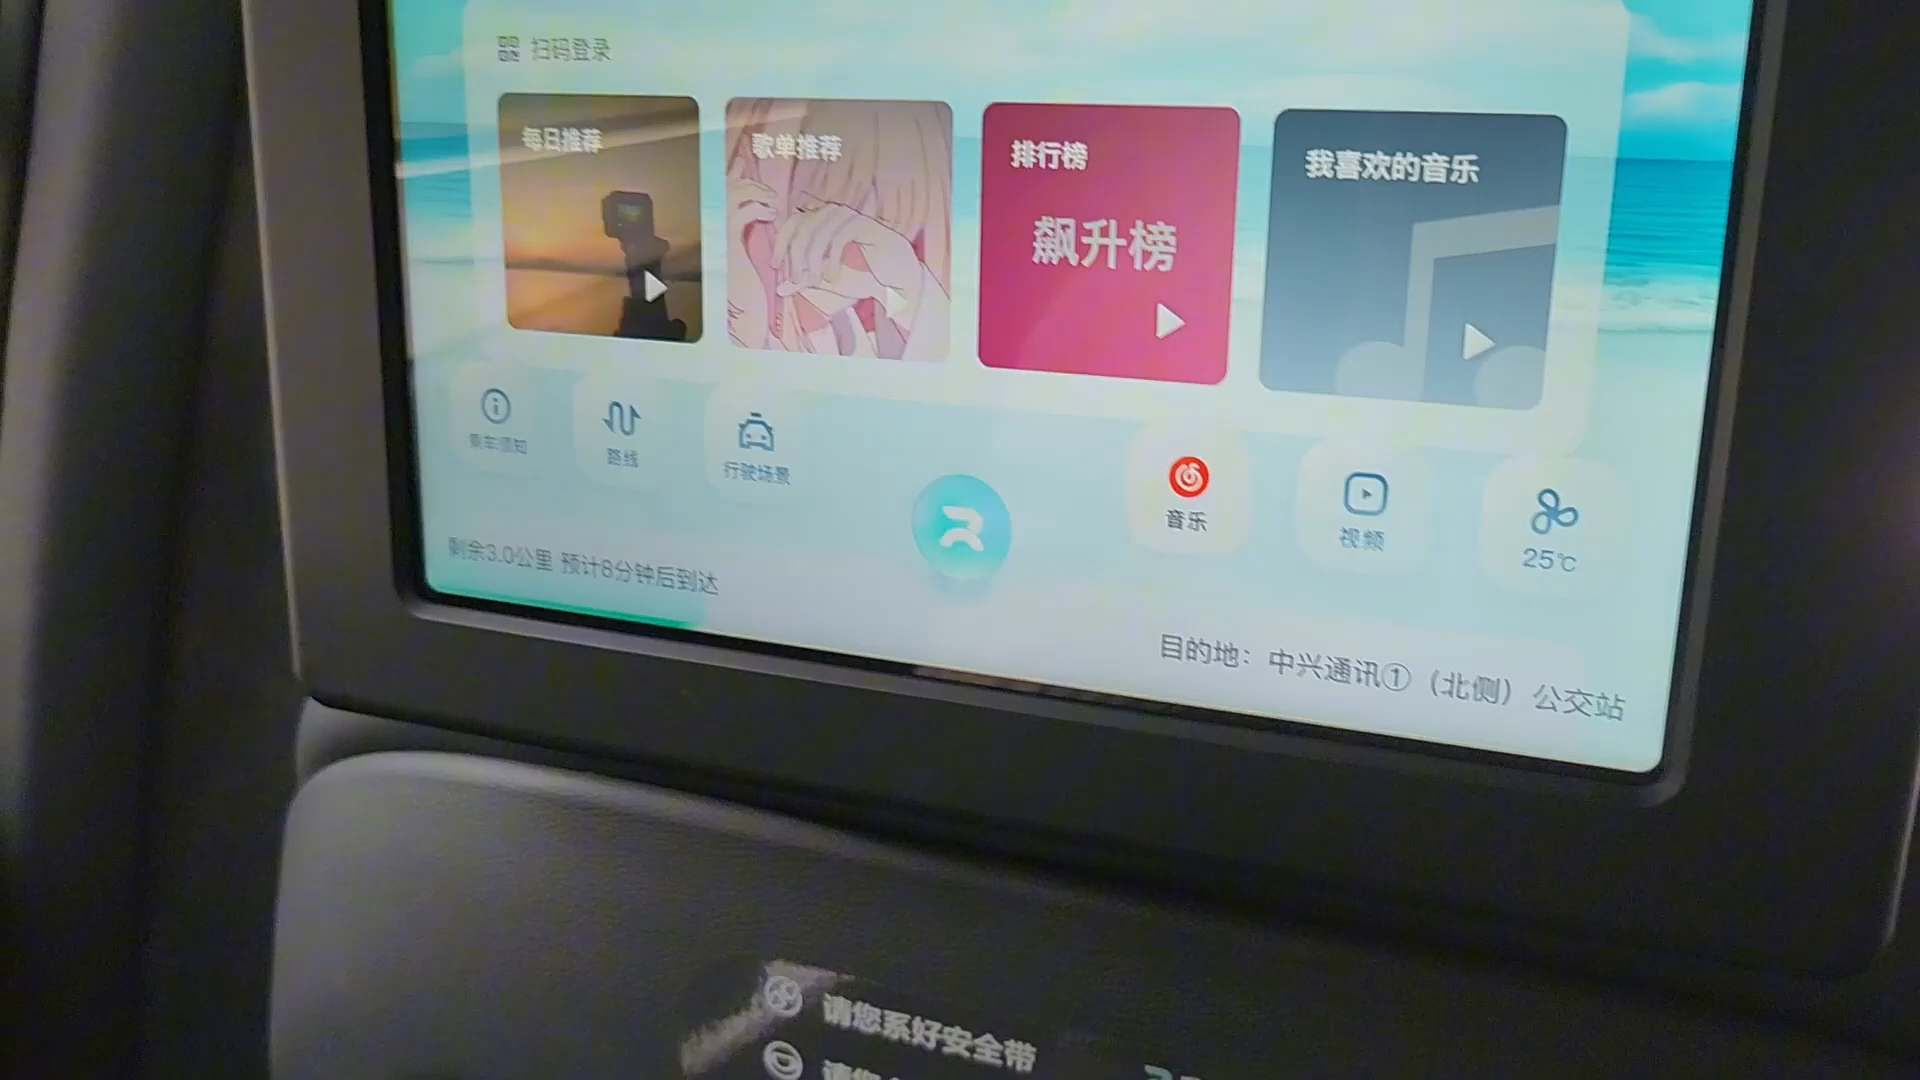 扫码登录
每日推荐
歌单推荐
排行榜
飙升榜
我喜欢的音乐
乘车须知
路线
行驶场景
音乐
视频
25℃
剩余3.0公里 预计8分钟后到达
目的地：中兴通讯①（北侧）公交站
请您系好安全带
请您